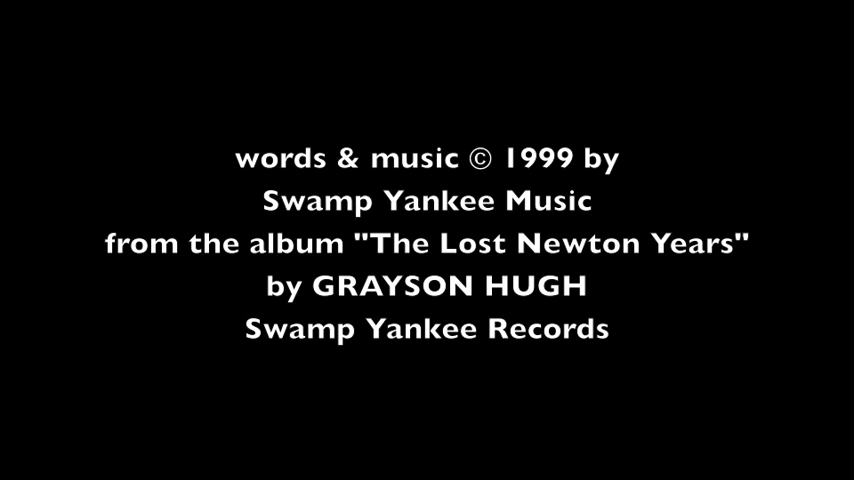 words & music © 1999 by
Swamp Yankee Music
from the album "The Lost Newton Years"
by GRAYSON HUGH
Swamp Yankee Records